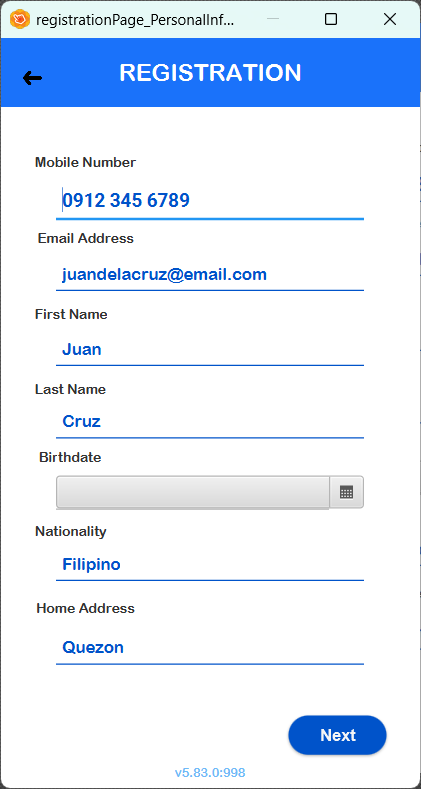 registrationPage_PersonalInf...
REGISTRATION
Mobile Number
0912 345 6789
Email Address
juandelacruz@email.com
First Name
Juan
Last Name
Cruz
Birthdate
Nationality
Filipino
Home Address
Quezon
Next
v5.83.0:998